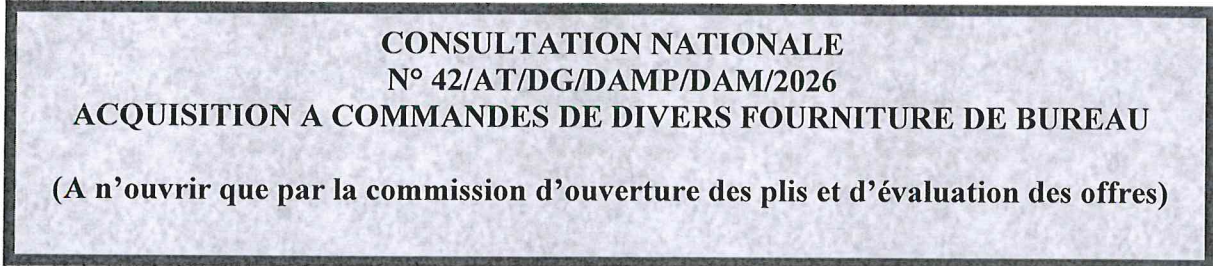 CONSULTATION NATIONALE
N° 42/AT/DG/DAMP/DAM/2026
ACQUISITION A COMMANDES DE DIVERS FOURNITURE DE BUREAU
(A n’ouvrir que par la commission d’ouverture des plis et d’évaluation des offres)